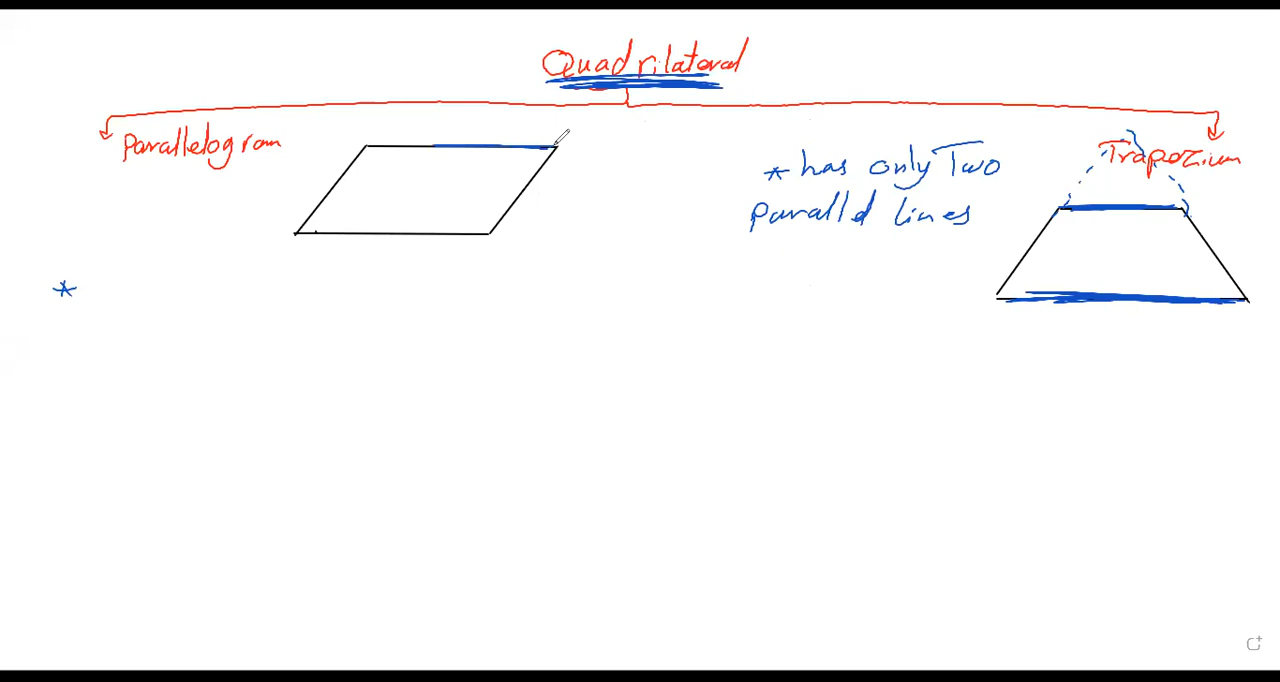 Quadrilateral
Parallelogram
Trapezium
* has only Two
parallel lines
*